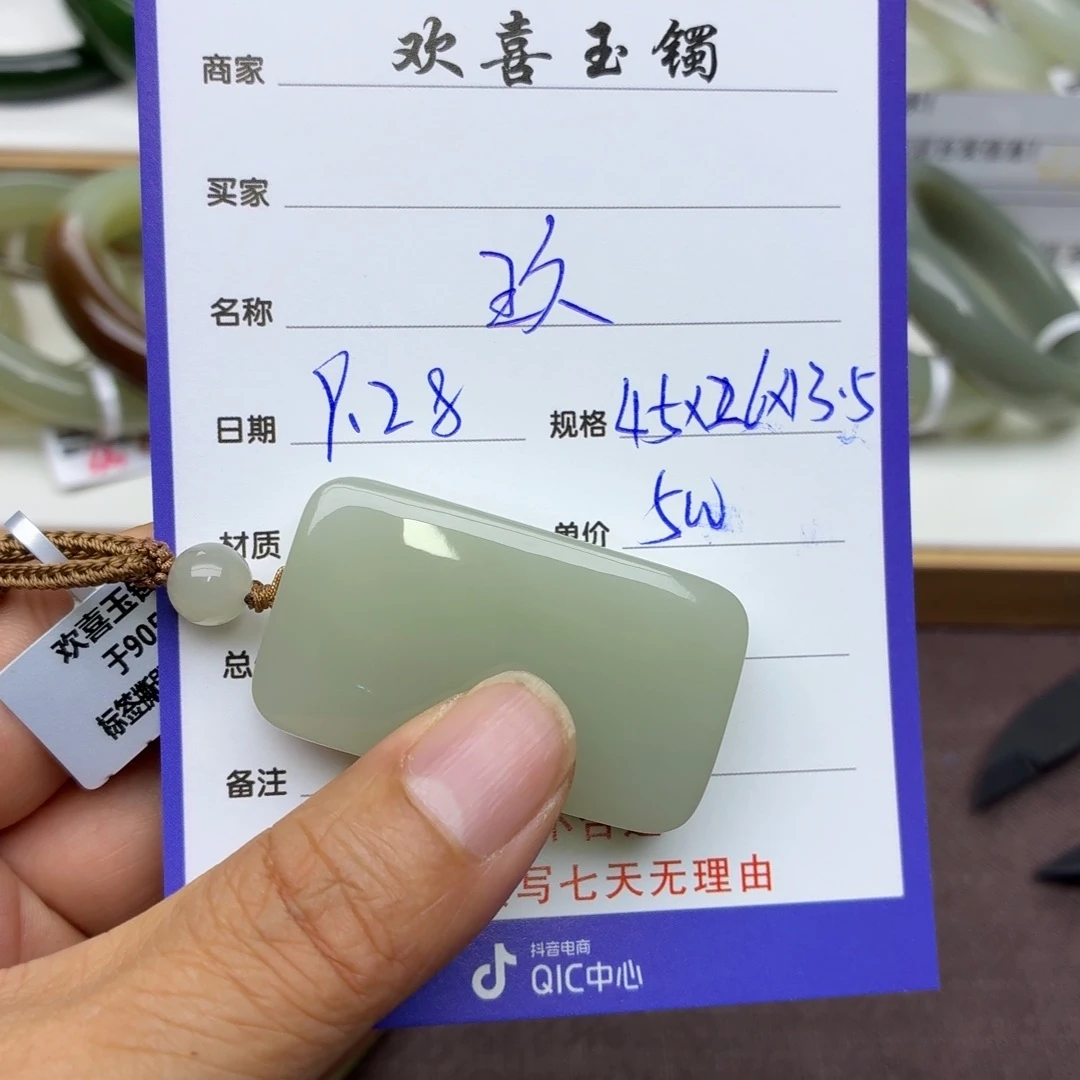 商家 欢喜玉镯
买家
名称 玖
日期 9.28 规格 45x26x13.5
材质 单价 5W
总
备注
写七天无理由
抖音电商
QIC中心
欢喜玉
于90
标签撕